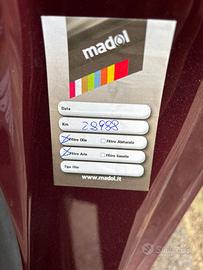 madol
Data
Km 28988
Filtro Olio Filtro Abitacolo
Filtro Aria Filtro Gasolio
Tipo Olio
www.madol.it